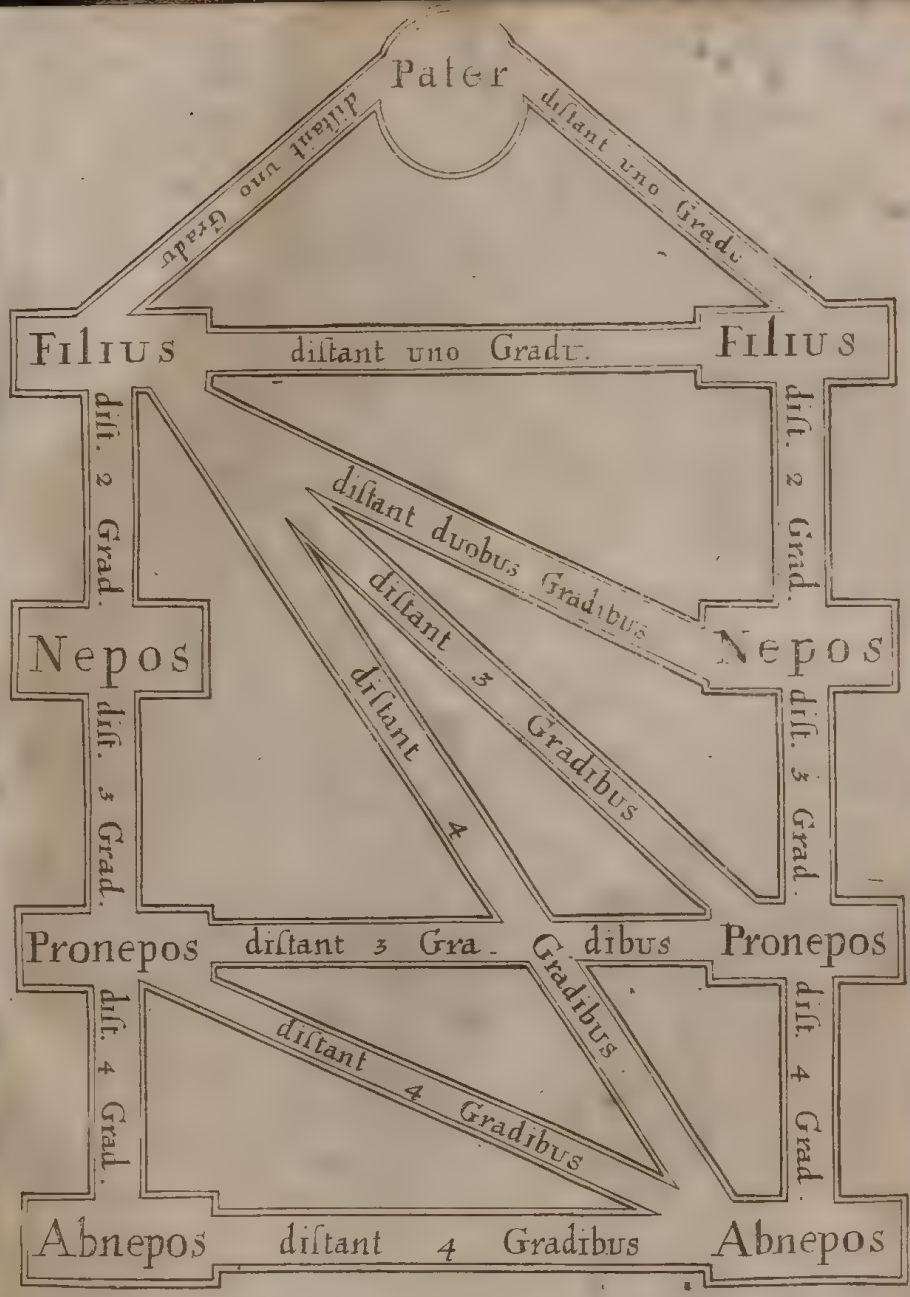 Pater
diſtant uno Gradu
diſtant uno Gradu
Filius
diſtant uno Gradu.
Filius
diſt. 2 Grad.
diſtant duobus Gradibus
diſt. 2 Grad.
diſtant 3 Gradibus
diſtant 4 Gradibus
Nepos
Nepos
diſt. 3 Grad.
diſt. 3 Grad.
Pronepos
diſtant 3 Gra- dibus
Pronepos
diſt. 4 Grad.
diſtant 4 Gradibus
diſt. 4 Grad.
Abnepos
diſtant 4 Gradibus
Abnepos